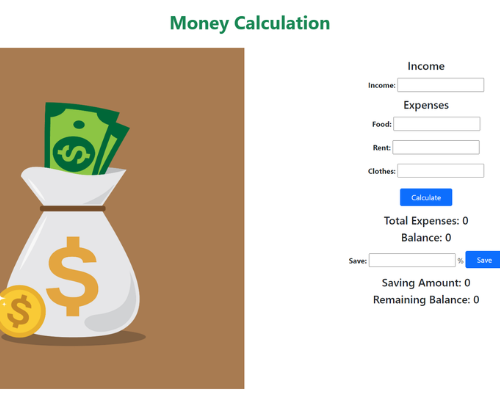 Money Calculation
Income
Income:
Expenses
Food:
Rent:
Clothes:
Calculate
Total Expenses: 0
Balance: 0
Save: % Save
Saving Amount: 0
Remaining Balance: 0
$
$
$